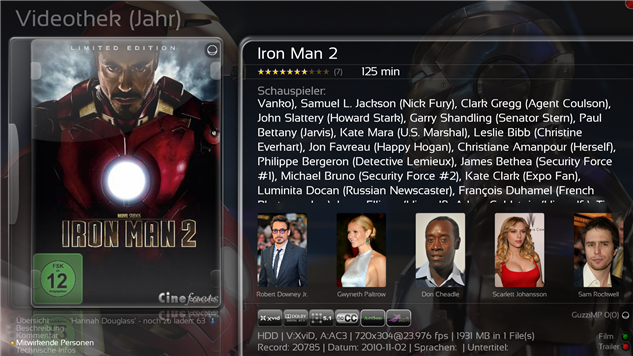 Videothek (Jahr)
LIMITED EDITION
MARVEL STUDIOS
IRON MAN 2
FSK
ab
12
Cinefacts
Übersicht
'Hannah Douglass' - noch zu laden: 63
Beschreibung
Kommentar
Mitwirkende Personen
Technische Infos
Iron Man 2
(7)
125 min
Schauspieler:
Vanko), Samuel L. Jackson (Nick Fury), Clark Gregg (Agent Coulson),
John Slattery (Howard Stark), Garry Shandling (Senator Stern), Paul
Bettany (Jarvis), Kate Mara (U.S. Marshal), Leslie Bibb (Christine
Everhart), Jon Favreau (Happy Hogan), Christiane Amanpour (Herself),
Philippe Bergeron (Detective Lemieux), James Bethea (Security Force
#1), Michael Bruno (Security Force #2), Kate Clark (Expo Fan),
Luminita Docan (Russian Newscaster), François Duhamel (French
Robert Downey Jr.
Gwyneth Paltrow
Don Cheadle
Scarlett Johansson
Sam Rockwell
XviD
DOLBY
CC
GuzziMP 0(0)
HDD | V:XviD, A:AC3 | 720x304@23.976 fps | 1931 MB in 1 File(s)
Film
Record: 20785 | Datum: 2010-11-02 | Sprachen: | Untertitel:
Trailer